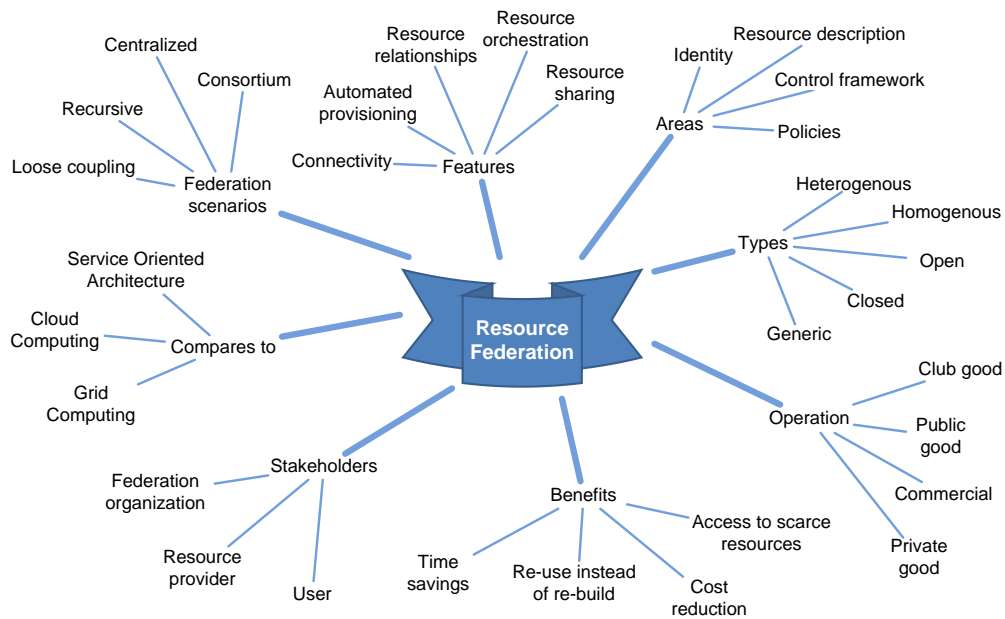 Centralized
Consortium
Recursive
Loose coupling
Federation
scenarios
Resource
relationships
Resource
orchestration
Resource
sharing
Automated
provisioning
Connectivity
Features
Resource description
Identity
Control framework
Areas
Policies
Heterogenous
Homogenous
Types
Open
Closed
Generic
Service Oriented
Architecture
Cloud
Computing
Compares to
Grid
Computing
Resource
Federation
Club good
Operation
Public
good
Commercial
Private
good
Stakeholders
Federation
organization
Resource
provider
User
Benefits
Access to scarce
resources
Time
savings
Re-use instead
of re-build
Cost
reduction